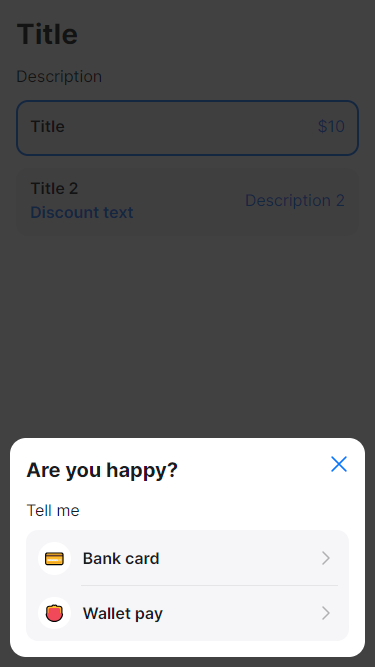 Title
Description
Title $10
Title 2
Discount text
Description 2
Are you happy?
Tell me
Bank card
Wallet pay